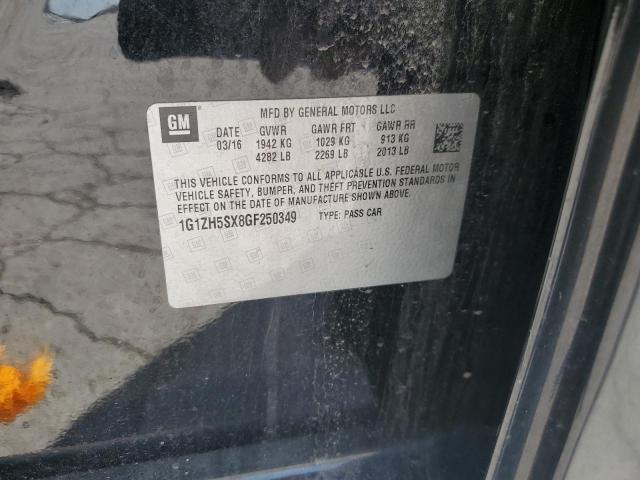 GM
MFD BY GENERAL MOTORS LLC
DATE GVWR GAWR FRT GAWR RR
03/16 1942 KG 1029 KG 913 KG
4282 LB 2269 LB 2013 LB
THIS VEHICLE CONFORMS TO ALL APPLICABLE U.S. FEDERAL MOTOR
VEHICLE SAFETY, BUMPER, AND THEFT PREVENTION STANDARDS IN
EFFECT ON THE DATE OF MANUFACTURE SHOWN ABOVE.
1G1ZH5SX8GF250349 TYPE: PASS CAR